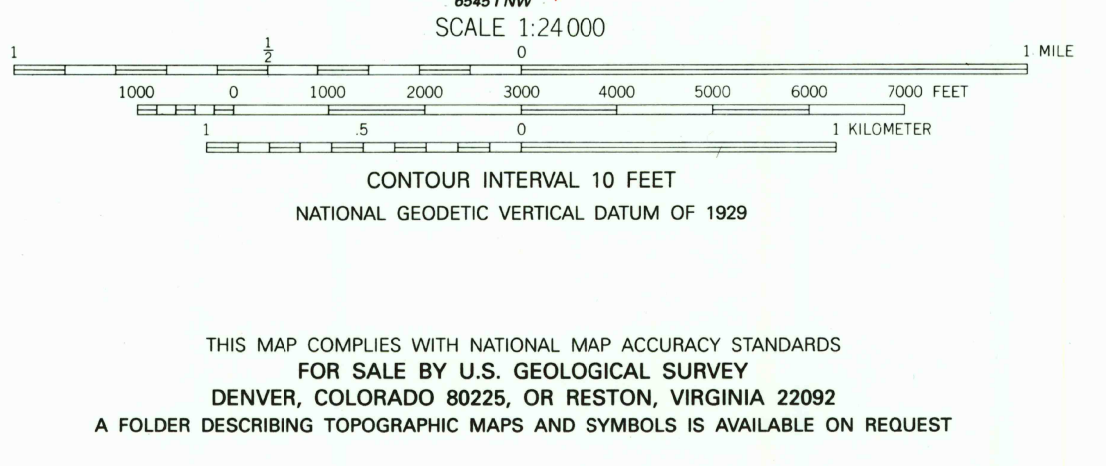 SCALE 1:24 000
1 1/2 0 1 MILE
1000 0 1000 2000 3000 4000 5000 6000 7000 FEET
1 .5 0 1 KILOMETER
CONTOUR INTERVAL 10 FEET
NATIONAL GEODETIC VERTICAL DATUM OF 1929
THIS MAP COMPLIES WITH NATIONAL MAP ACCURACY STANDARDS
FOR SALE BY U.S. GEOLOGICAL SURVEY
DENVER, COLORADO 80225, OR RESTON, VIRGINIA 22092
A FOLDER DESCRIBING TOPOGRAPHIC MAPS AND SYMBOLS IS AVAILABLE ON REQUEST